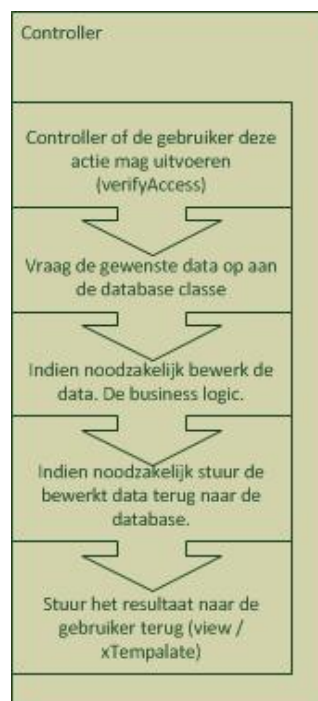 Controller
Controller of de gebruiker deze
actie mag uitvoeren
(verifyAccess)
Vraag de gewenste data op aan
de database classe
Indien noodzakelijk bewerk de
data. De business logic.
Indien noodzakelijk stuur de
bewerkt data terug naar de
database.
Stuur het resultaat naar de
gebruiker terug (view /
xTempalate)